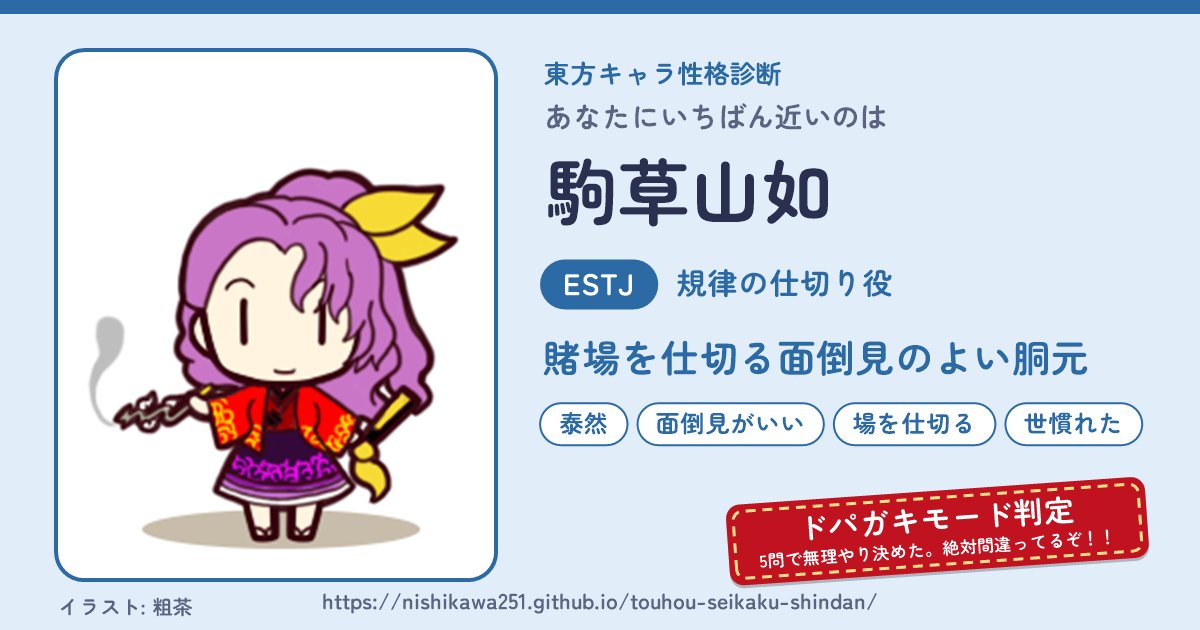 東方キャラ性格診断
あなたにいちばん近いのは
駒草山如
ESTJ 規律の仕切り役
賭場を仕切る面倒見のよい胴元
泰然 面倒見がいい 場を仕切る 世慣れた
ドパガキモード判定
5問で無理やり決めた。絶対間違ってるぞ！！
イラスト: 粗茶
https://nishikawa251.github.io/touhou-seikaku-shindan/